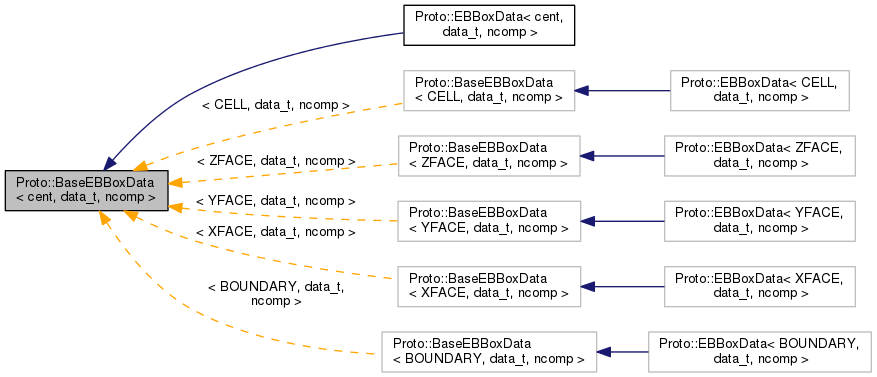 Proto::EBBoxData< cent,
data_t, ncomp >
Proto::BaseEBBoxData
< CELL, data_t, ncomp >
Proto::EBBoxData< CELL,
data_t, ncomp >
< CELL, data_t, ncomp >
Proto::BaseEBBoxData
< ZFACE, data_t, ncomp >
Proto::EBBoxData< ZFACE,
data_t, ncomp >
< ZFACE, data_t, ncomp >
Proto::BaseEBBoxData
< cent, data_t, ncomp >
< YFACE, data_t, ncomp >
Proto::BaseEBBoxData
< YFACE, data_t, ncomp >
Proto::EBBoxData< YFACE,
data_t, ncomp >
< XFACE, data_t, ncomp >
Proto::BaseEBBoxData
< XFACE, data_t, ncomp >
Proto::EBBoxData< XFACE,
data_t, ncomp >
< BOUNDARY, data_t,
ncomp >
Proto::BaseEBBoxData
< BOUNDARY, data_t, ncomp >
Proto::EBBoxData< BOUNDARY,
data_t, ncomp >